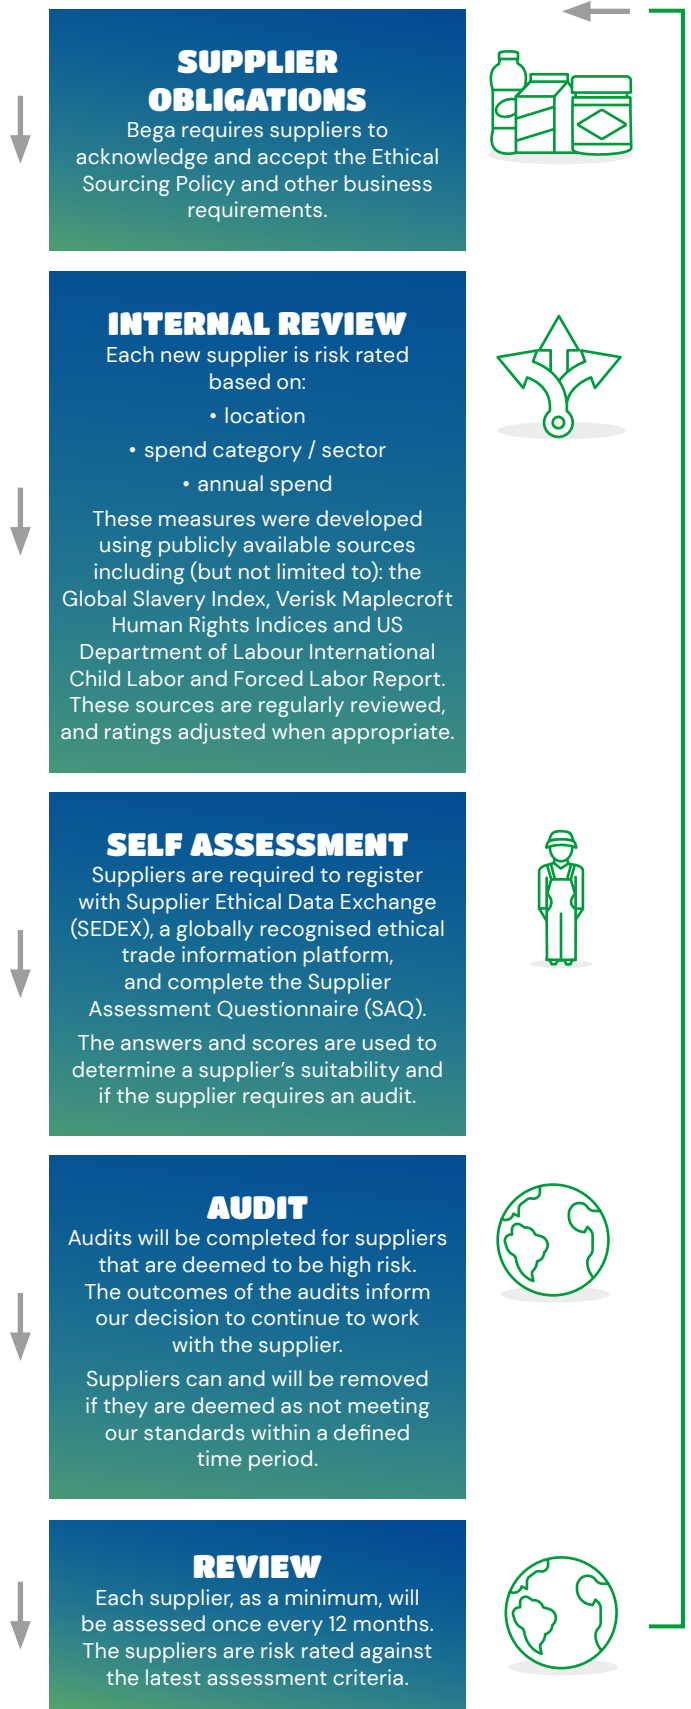 SUPPLIER
OBLIGATIONS
Bega requires suppliers to
acknowledge and accept the Ethical
Sourcing Policy and other business
requirements.
INTERNAL REVIEW
Each new supplier is risk rated
based on:
• location
• spend category / sector
• annual spend
These measures were developed
using publicly available sources
including (but not limited to): the
Global Slavery Index, Verisk Maplecroft
Human Rights Indices and US
Department of Labour International
Child Labor and Forced Labor Report.
These sources are regularly reviewed,
and ratings adjusted when appropriate.
SELF ASSESSMENT
Suppliers are required to register
with Supplier Ethical Data Exchange
(SEDEX), a globally recognised ethical
trade information platform,
and complete the Supplier
Assessment Questionnaire (SAQ).
The answers and scores are used to
determine a supplier’s suitability and
if the supplier requires an audit.
AUDIT
Audits will be completed for suppliers
that are deemed to be high risk.
The outcomes of the audits inform
our decision to continue to work
with the supplier.
Suppliers can and will be removed
if they are deemed as not meeting
our standards within a defined
time period.
REVIEW
Each supplier, as a minimum, will
be assessed once every 12 months.
The suppliers are risk rated against
the latest assessment criteria.